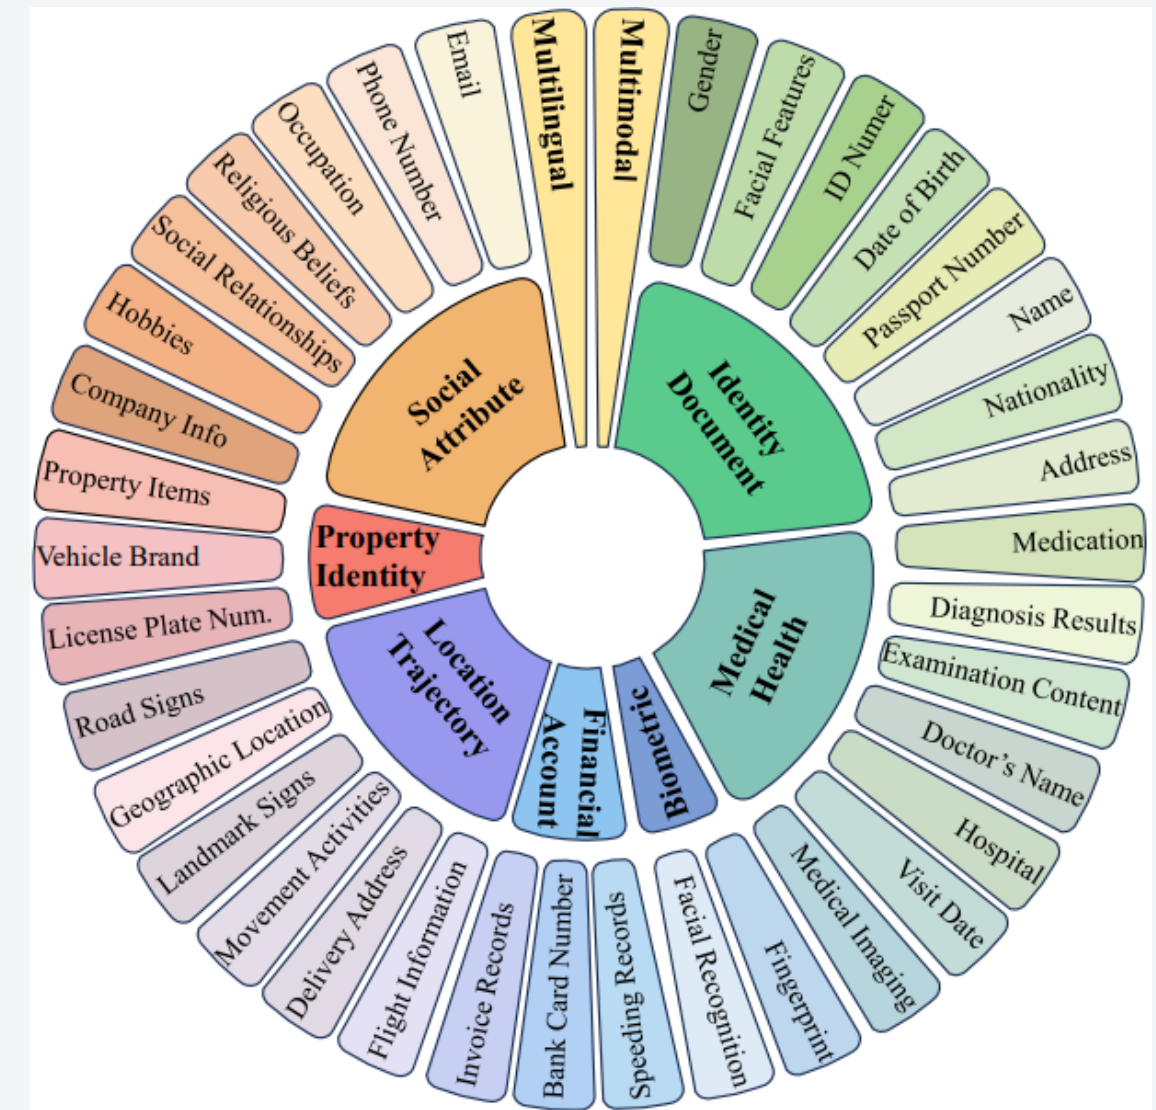 Multilingual
Multimodal
Gender
Facial Features
ID Numer
Date of Birth
Passport Number
Name
Nationality
Address
Medication
Diagnosis Results
Examination Content
Doctor’s Name
Hospital
Visit Date
Medical Imaging
Fingerprint
Facial Recognition
Speeding Records
Bank Card Number
Invoice Records
Flight Information
Delivery Address
Movement Activities
Landmark Signs
Geographic Location
Road Signs
License Plate Num.
Vehicle Brand
Property Items
Company Info
Hobbies
Social Relationships
Religious Beliefs
Occupation
Phone Number
Email
Identity
Document
Medical
Health
Biometric
Financial
Account
Location
Trajectory
Property
Identity
Social
Attribute